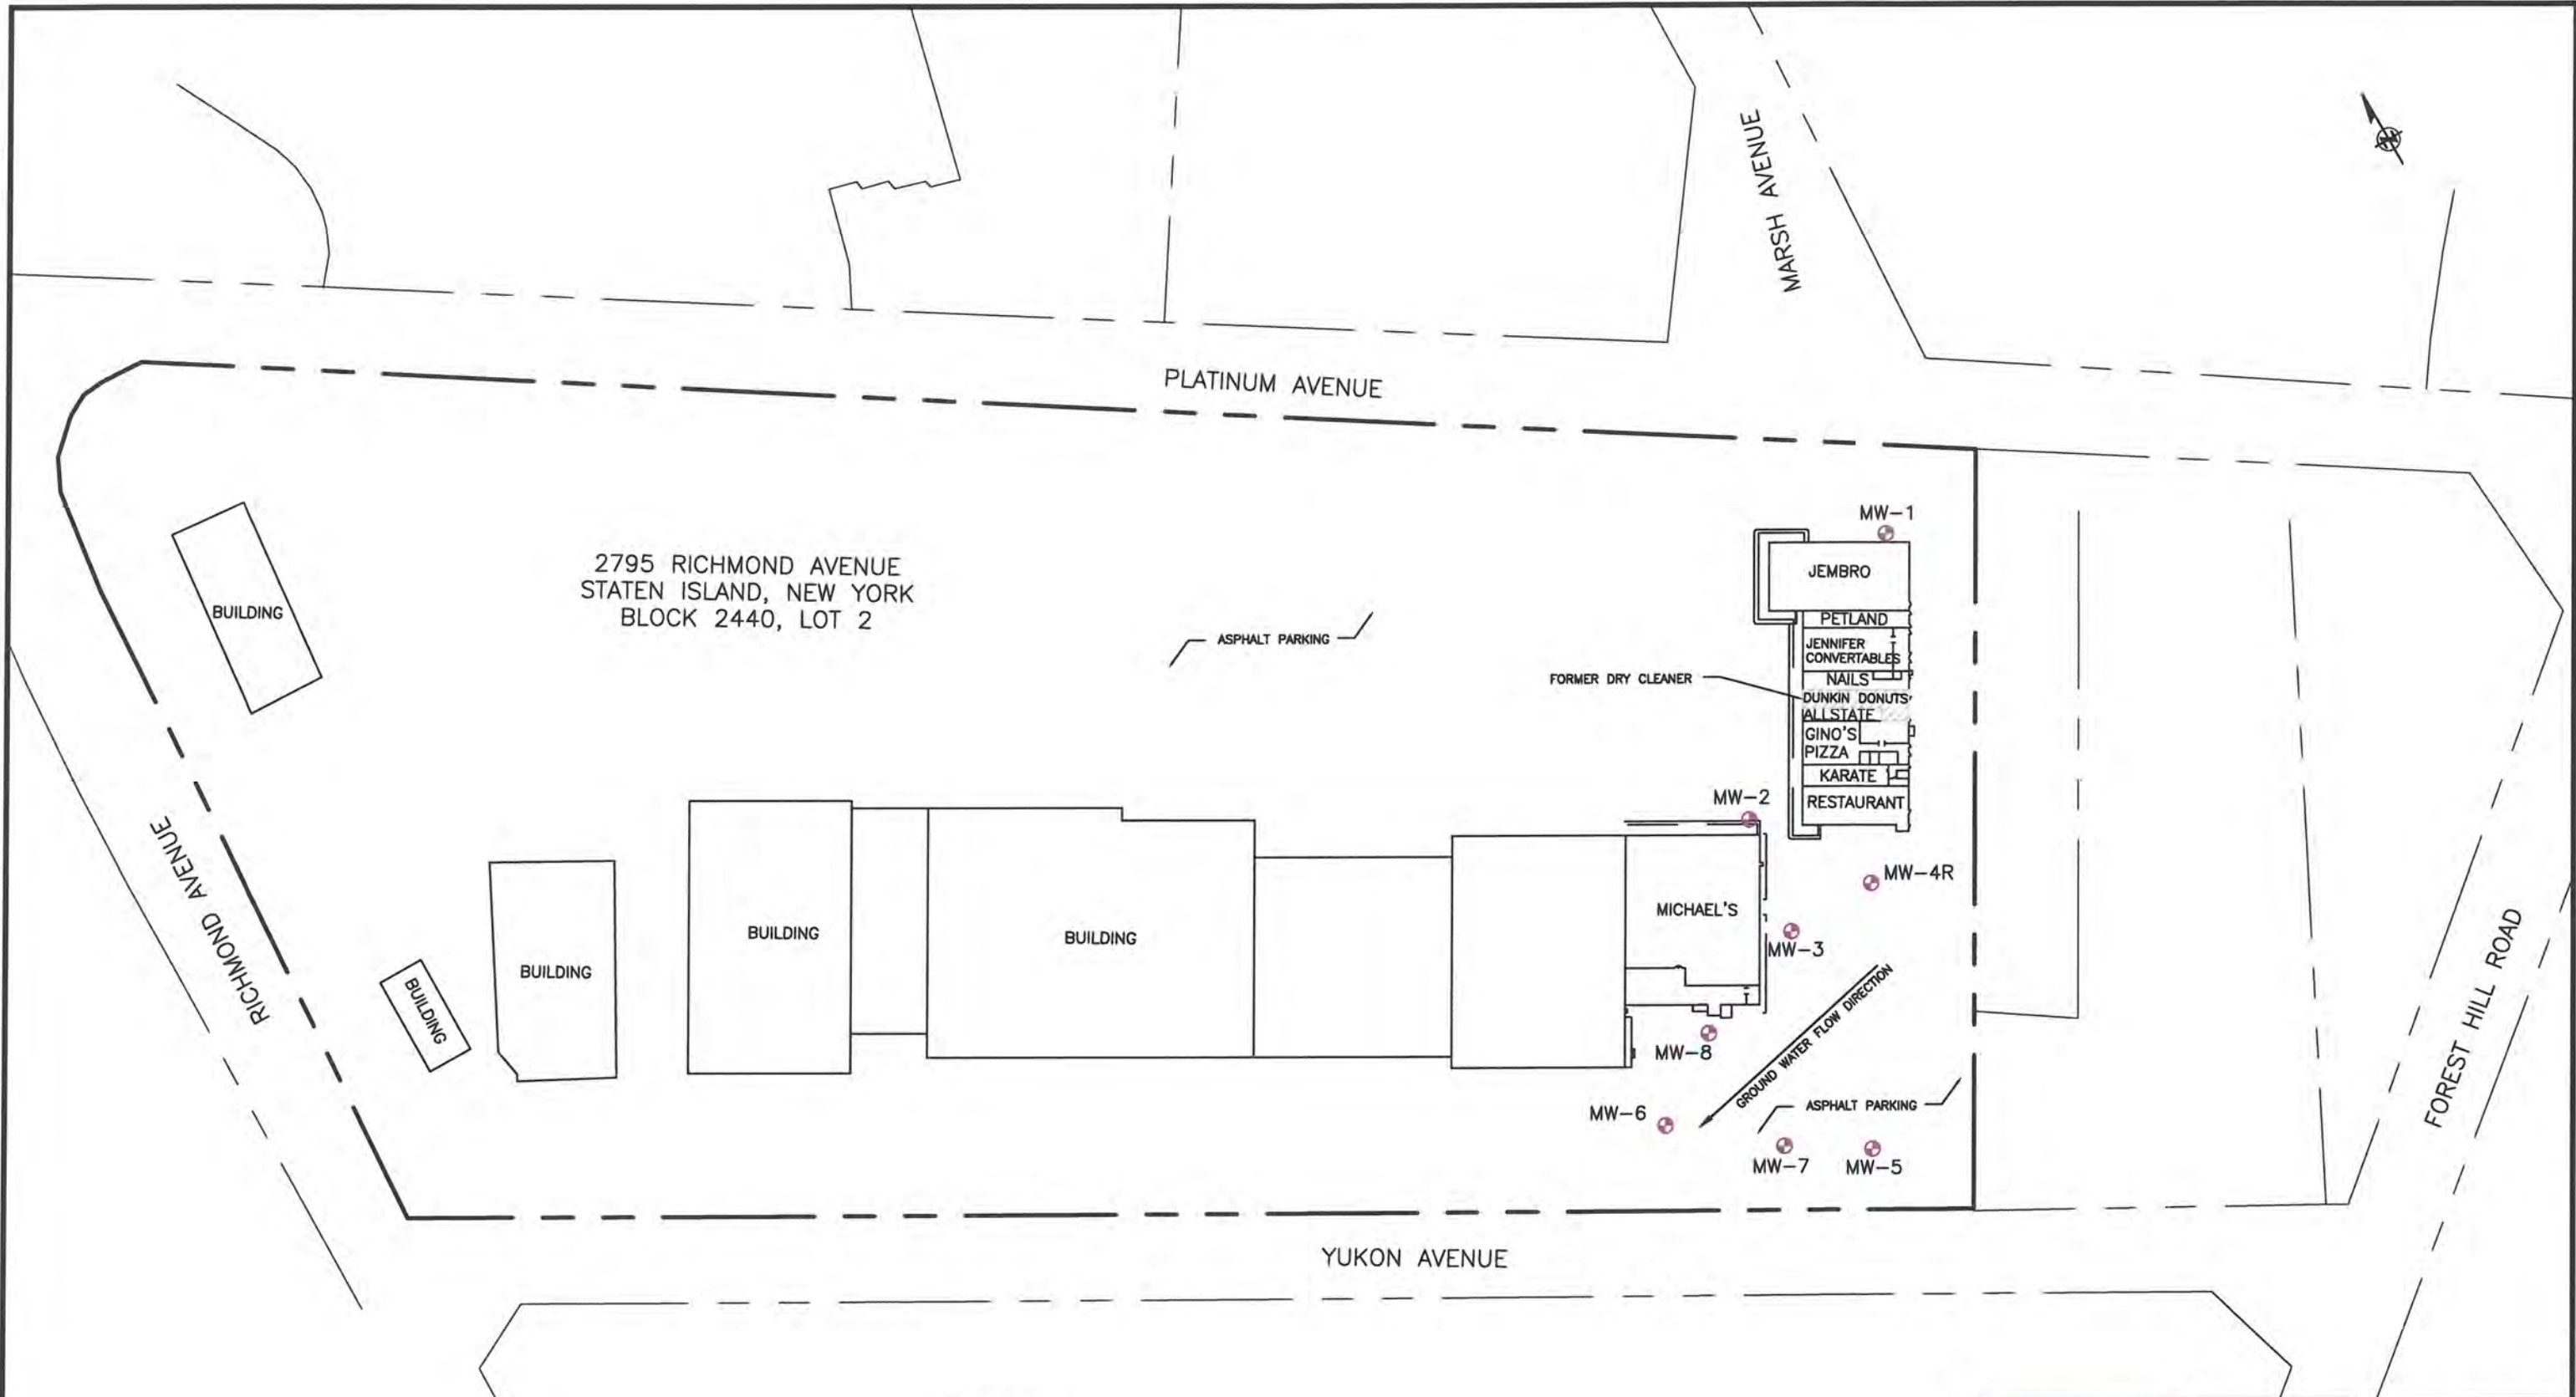 MARSH AVENUE
N
PLATINUM AVENUE
2795 RICHMOND AVENUE
STATEN ISLAND, NEW YORK
BLOCK 2440, LOT 2
BUILDING
ASPHALT PARKING
MW-1
JEMBRO
PETLAND
JENNIFER
CONVERTABLES
FORMER DRY CLEANER
NAILS
DUNKIN DONUTS
ALLSTATE
GINO'S
PIZZA
KARATE
RESTAURANT
MW-2
MW-4R
RICHMOND AVENUE
BUILDING
BUILDING
BUILDING
BUILDING
MICHAEL'S
MW-3
MW-8
GROUND WATER FLOW DIRECTION
FOREST HILL ROAD
MW-6
ASPHALT PARKING
MW-7
MW-5
YUKON AVENUE